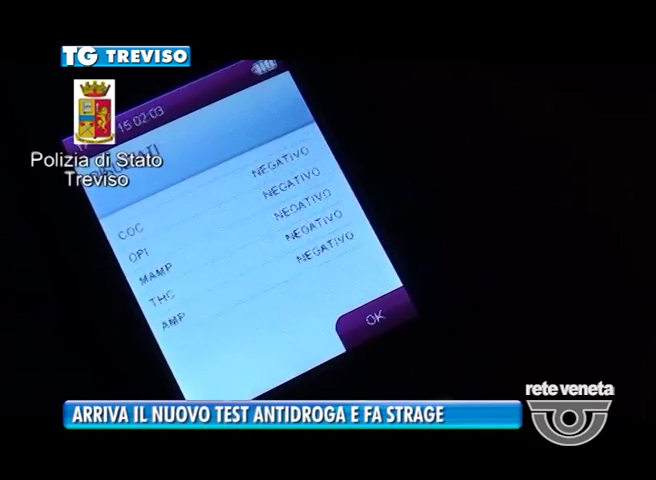 TG TREVISO
Polizia di Stato
Treviso
15 02:03
COC NEGATIVO
OPI NEGATIVO
MAMP NEGATIVO
THC NEGATIVO
AMP NEGATIVO
OK
rete veneta
ARRIVA IL NUOVO TEST ANTIDROGA E FA STRAGE